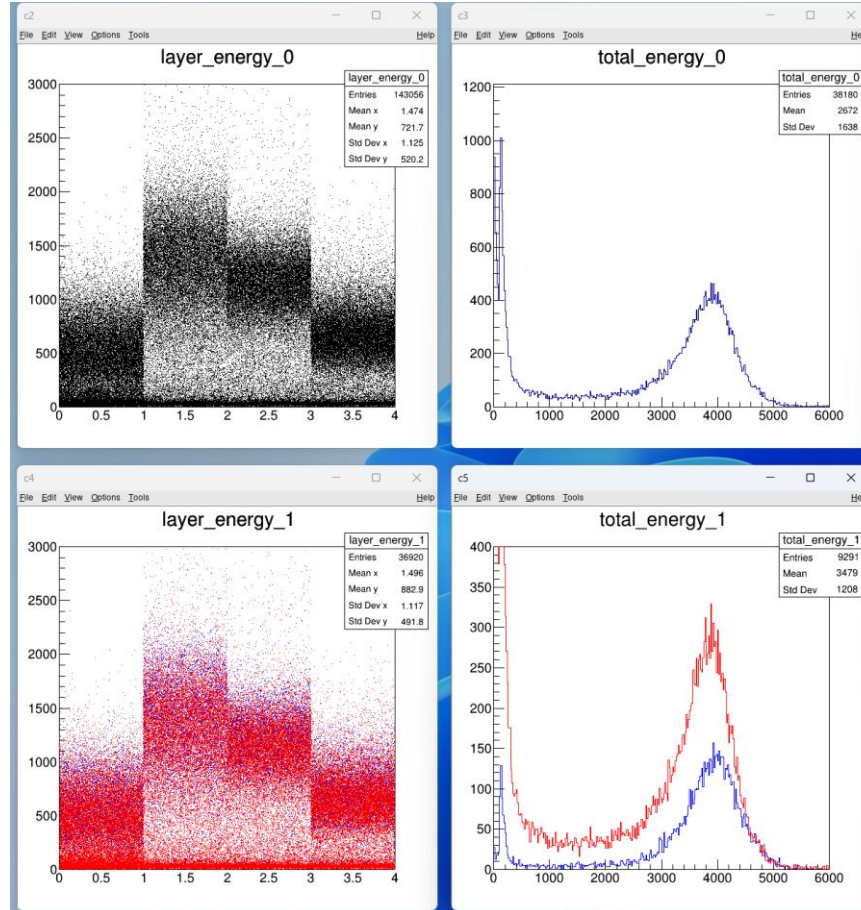 c2
File Edit View Options Tools Help
layer_energy_0
layer_energy_0
Entries 143056
Mean x 1.474
Mean y 721.7
Std Dev x 1.125
Std Dev y 520.2
3000
2500
2000
1500
1000
500
0
0 0.5 1 1.5 2 2.5 3 3.5 4
c3
File Edit View Options Tools He
total_energy_0
total_energy_0
Entries 38180
Mean 2672
Std Dev 1638
1200
1000
800
600
400
200
0
0 1000 2000 3000 4000 5000 6000
c4
File Edit View Options Tools Help
layer_energy_1
layer_energy_1
Entries 36920
Mean x 1.496
Mean y 882.9
Std Dev x 1.117
Std Dev y 491.8
3000
2500
2000
1500
1000
500
0
0 0.5 1 1.5 2 2.5 3 3.5 4
c5
File Edit View Options Tools He
total_energy_1
total_energy_1
Entries 9291
Mean 3479
Std Dev 1208
400
350
300
250
200
150
100
50
0
0 1000 2000 3000 4000 5000 6000